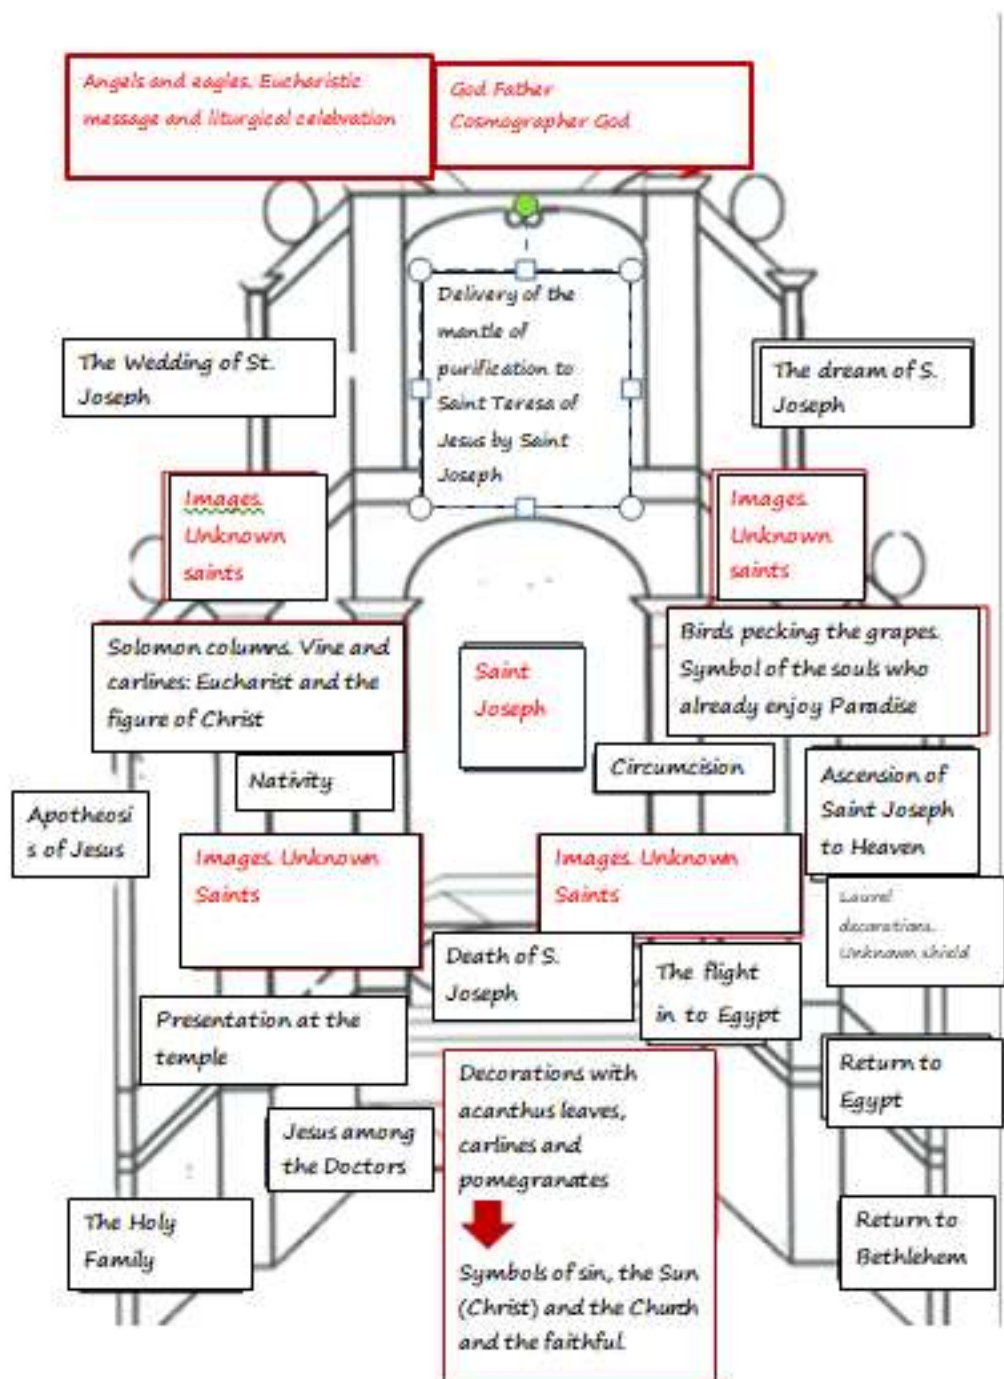 Angels and eagles. Eucharistic
message and liturgical celebration
God Father
Cosmographer God
Delivery of the
mantle of
purification to
Saint Teresa of
Jesus by Saint
Joseph
The Wedding of St.
Joseph
The dream of S.
Joseph
Images.
Unknown
saints
Images.
Unknown
saints
Solomon columns. Vine and
carlines: Eucharist and the
figure of Christ
Saint
Joseph
Birds pecking the grapes.
Symbol of the souls who
already enjoy Paradise
Nativity
Circumcision
Apotheosi
s of Jesus
Ascension of
Saint Joseph
to Heaven
Images. Unknown
Saints
Images. Unknown
Saints
Laurel
decorations.
Unknown shield
Death of S.
Joseph
The flight
in to Egypt
Presentation at the
temple
Return to
Egypt
Decorations with
acanthus leaves,
carlines and
pomegranates
Jesus among
the Doctors
The Holy
Family
Return to
Bethlehem
Symbols of sin, the Sun
(Christ) and the Church
and the faithful.